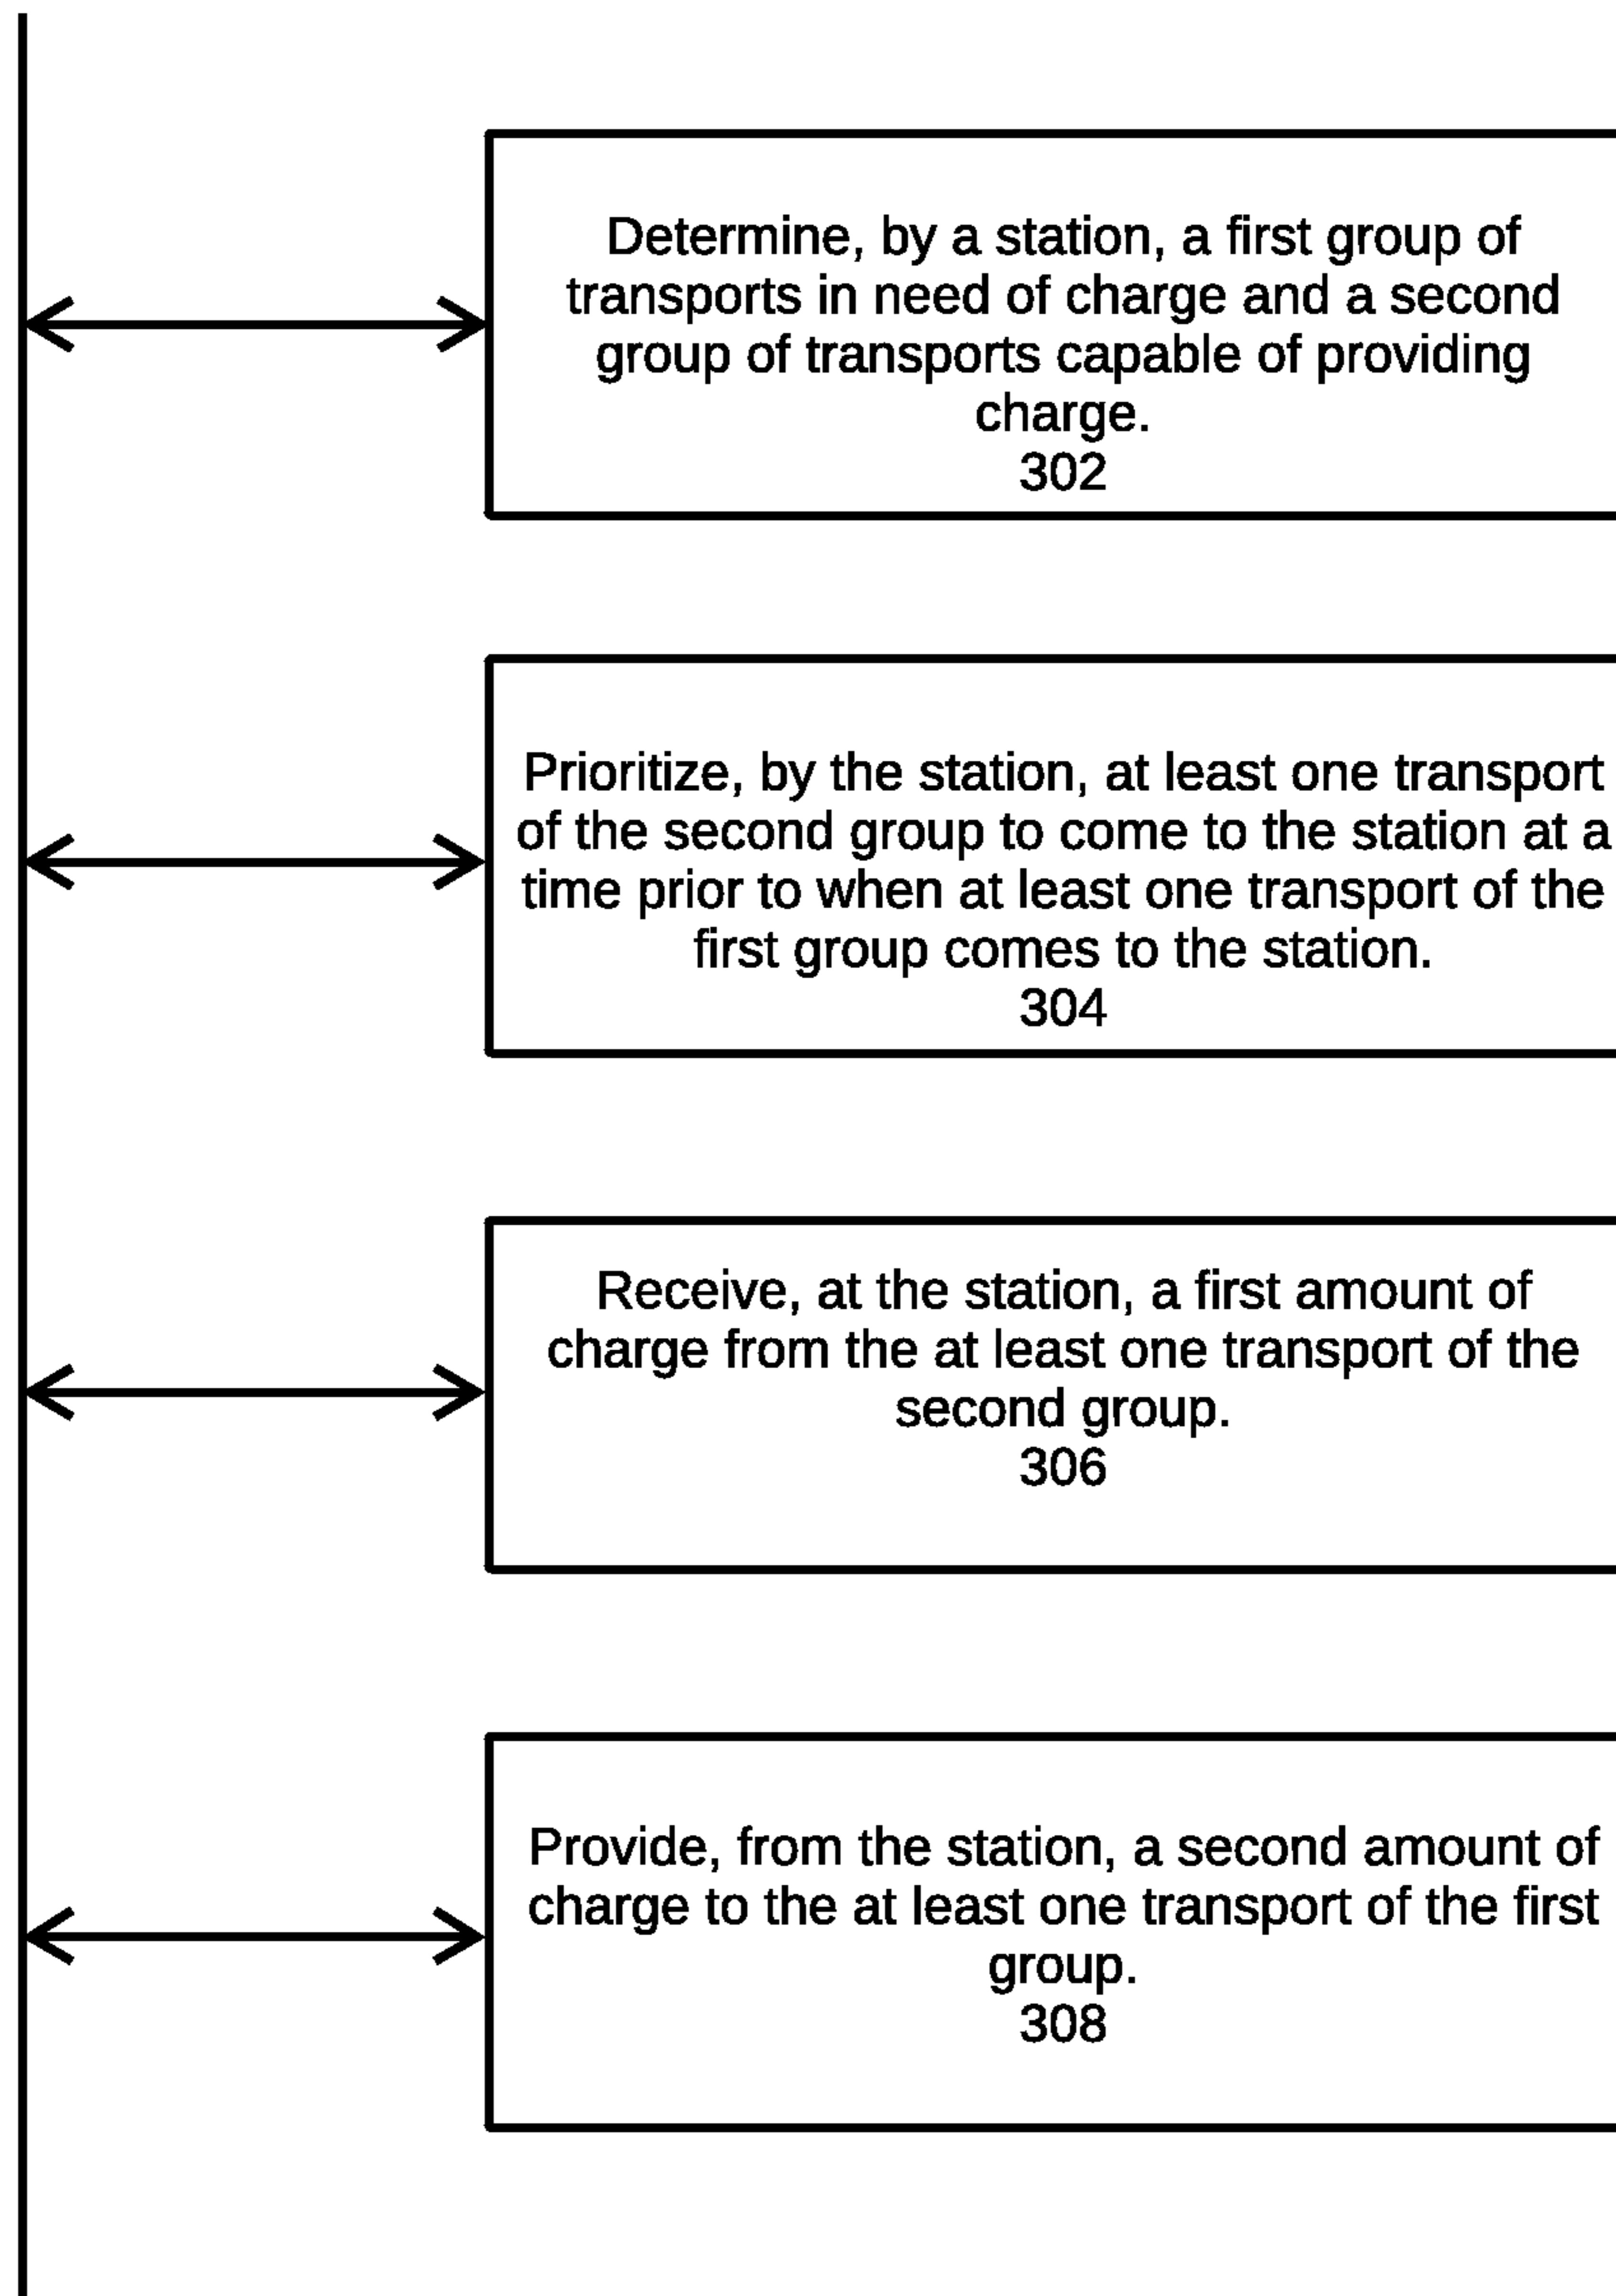 Determine, by a station, a first group of
transports in need of charge and a second
group of transports capable of providing
charge.
302
Prioritize, by the station, at least one transport
of the second group to come to the station at a
time prior to when at least one transport of the
first group comes to the station.
304
Receive, at the station, a first amount of
charge from the at least one transport of the
second group.
306
Provide, from the station, a second amount of
charge to the at least one transport of the first
group.
308